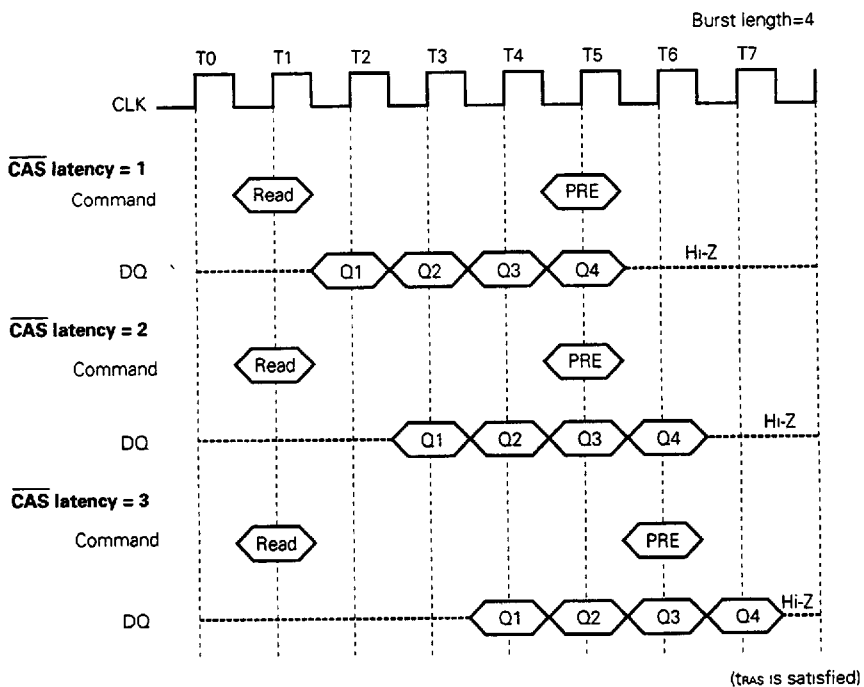 Burst length=4
T0 T1 T2 T3 T4 T5 T6 T7
CLK
CAS latency = 1
Command Read PRE
DQ Q1 Q2 Q3 Q4 Hi-Z
CAS latency = 2
Command Read PRE
DQ Q1 Q2 Q3 Q4 Hi-Z
CAS latency = 3
Command Read PRE
DQ Q1 Q2 Q3 Q4 Hi-Z
(tRAS is satisfied)